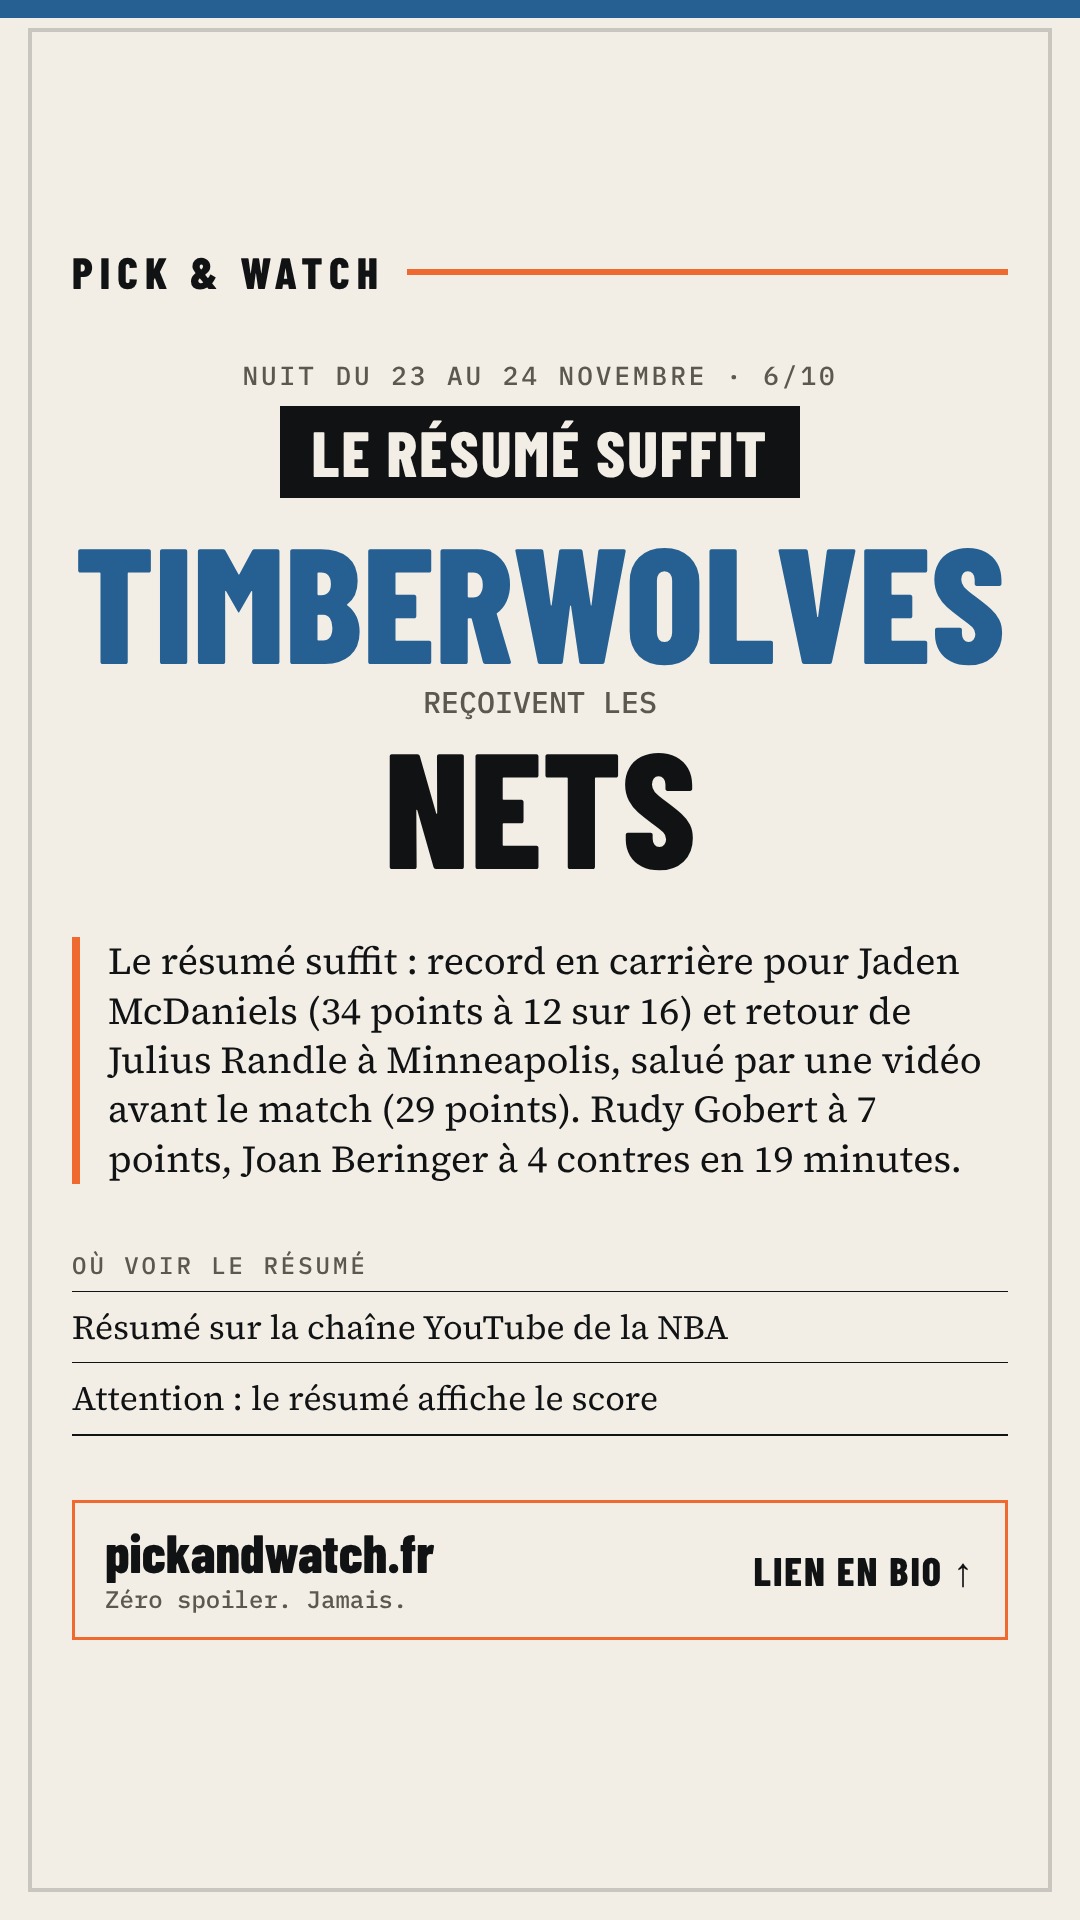 PICK & WATCH
NUIT DU 23 AU 24 NOVEMBRE · 6/10
LE RÉSUMÉ SUFFIT
TIMBERWOLVES
REÇOIVENT LES
NETS
Le résumé suffit : record en carrière pour Jaden
McDaniels (34 points à 12 sur 16) et retour de
Julius Randle à Minneapolis, salué par une vidéo
avant le match (29 points). Rudy Gobert à 7
points, Joan Beringer à 4 contres en 19 minutes.
OÙ VOIR LE RÉSUMÉ
Résumé sur la chaîne YouTube de la NBA
Attention : le résumé affiche le score
pickandwatch.fr
Zéro spoiler. Jamais.
LIEN EN BIO ↑